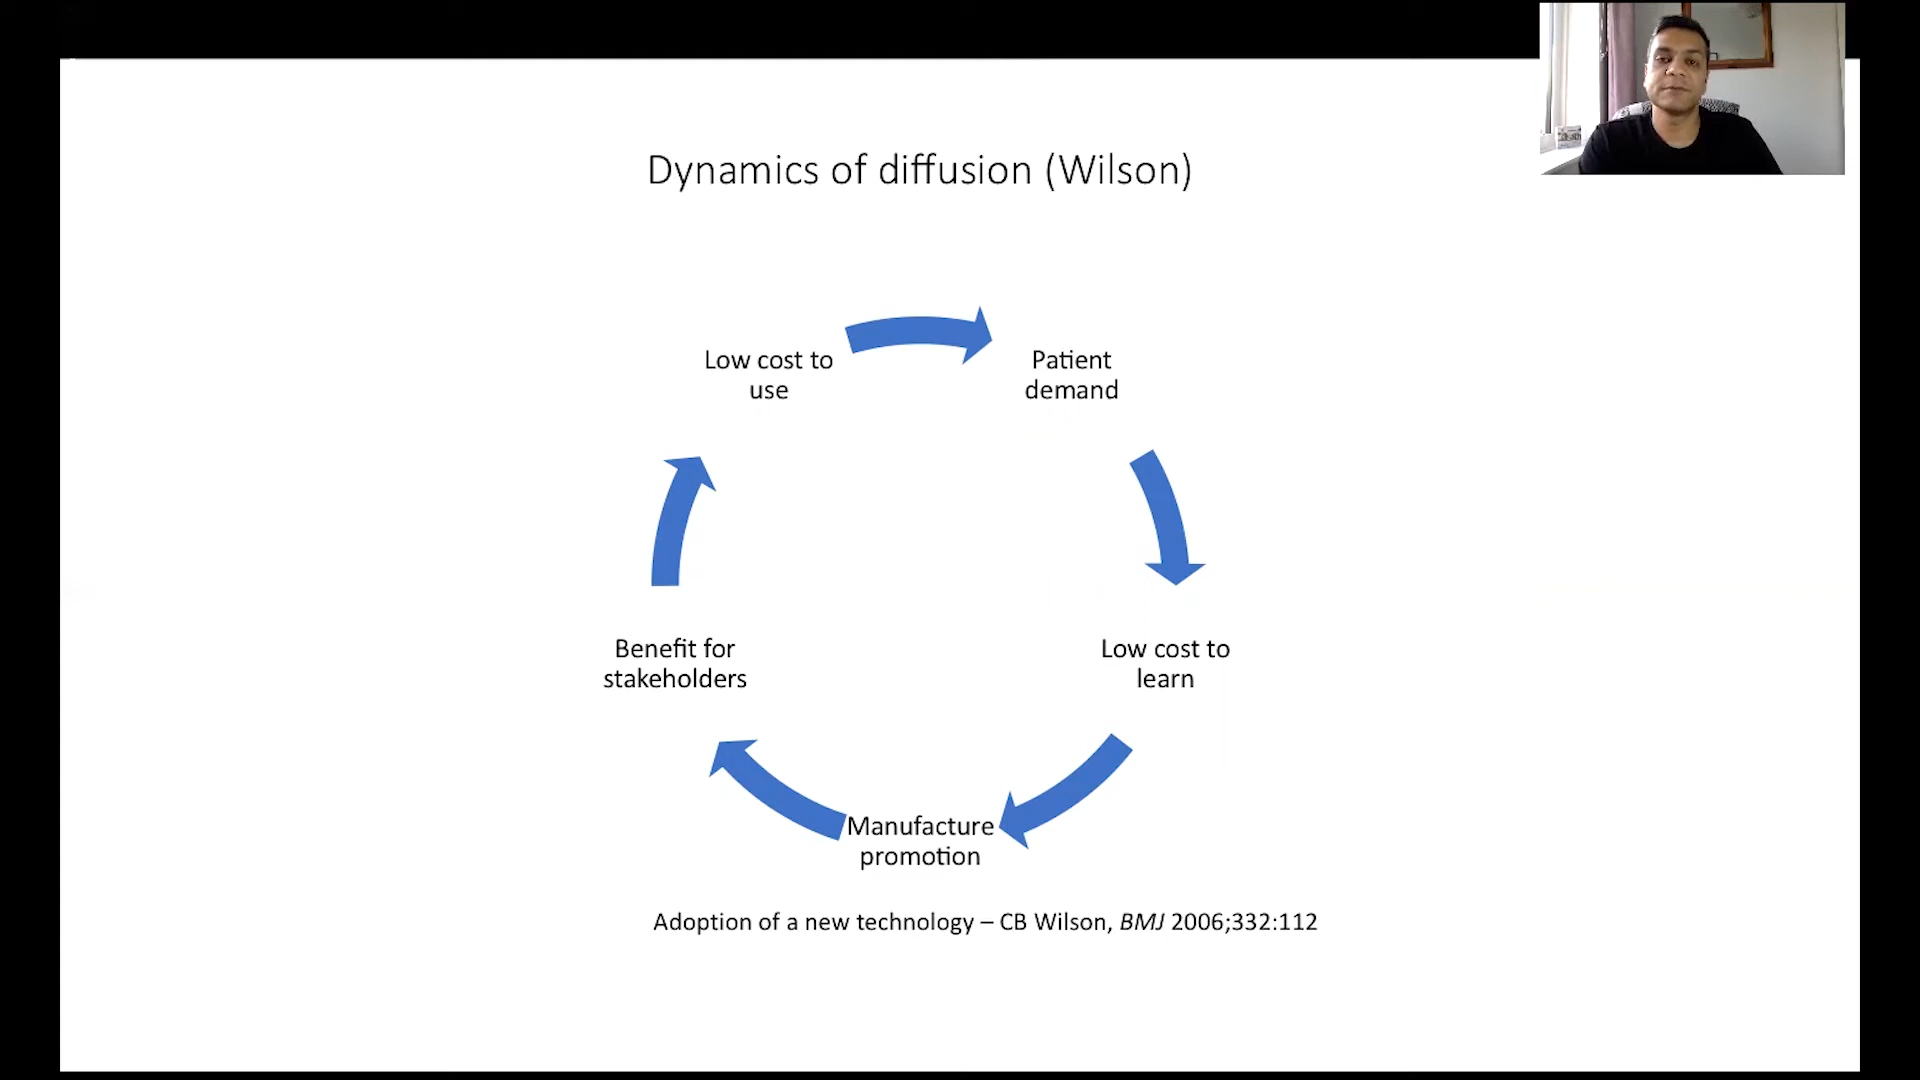 Dynamics of diffusion (Wilson)
Low cost to
use
Patient
demand
Benefit for
stakeholders
Low cost to
learn
Manufacture
promotion
Adoption of a new technology – CB Wilson, BMJ 2006;332:112